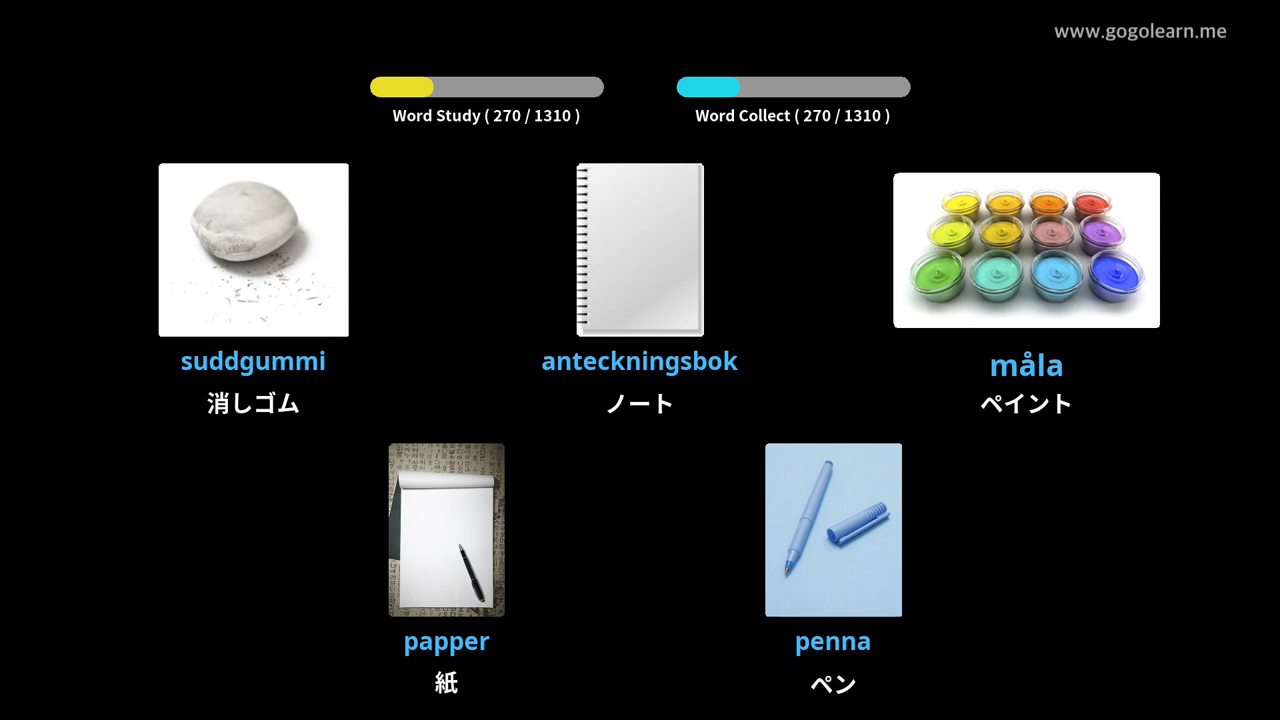 www.gogolearn.me
Word Study ( 270 / 1310 )
Word Collect ( 270 / 1310 )
suddgummi
消しゴム
anteckningsbok
ノート
måla
ペイント
papper
紙
penna
ペン